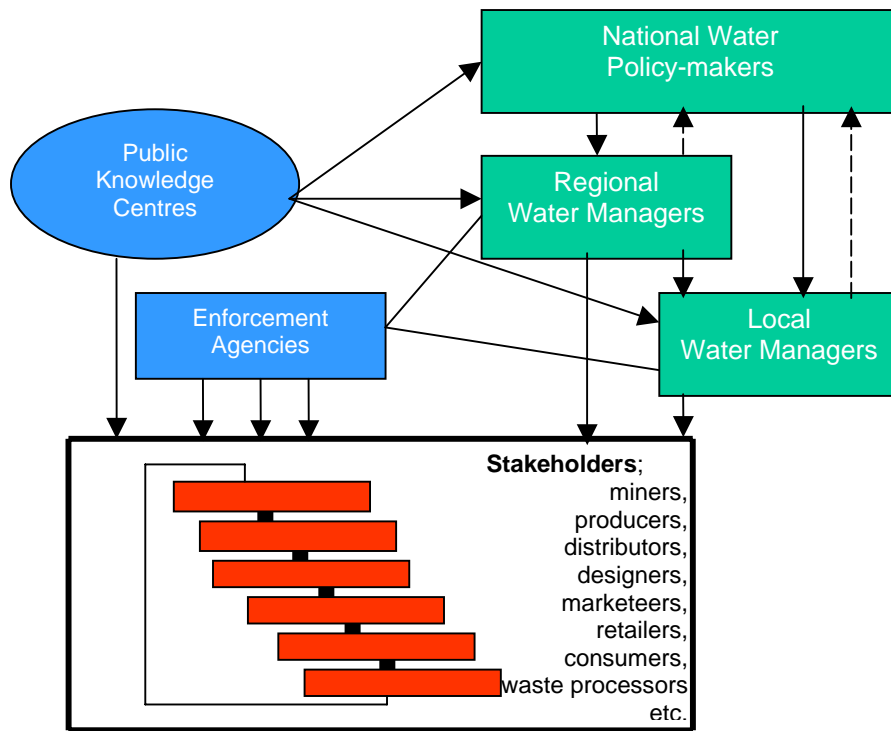 National Water
Policy-makers
Public
Knowledge
Centres
Regional
Water Managers
Enforcement
Agencies
Local
Water Managers
Stakeholders;
miners,
producers,
distributors,
designers,
marketeers,
retailers,
consumers,
waste processors
etc.